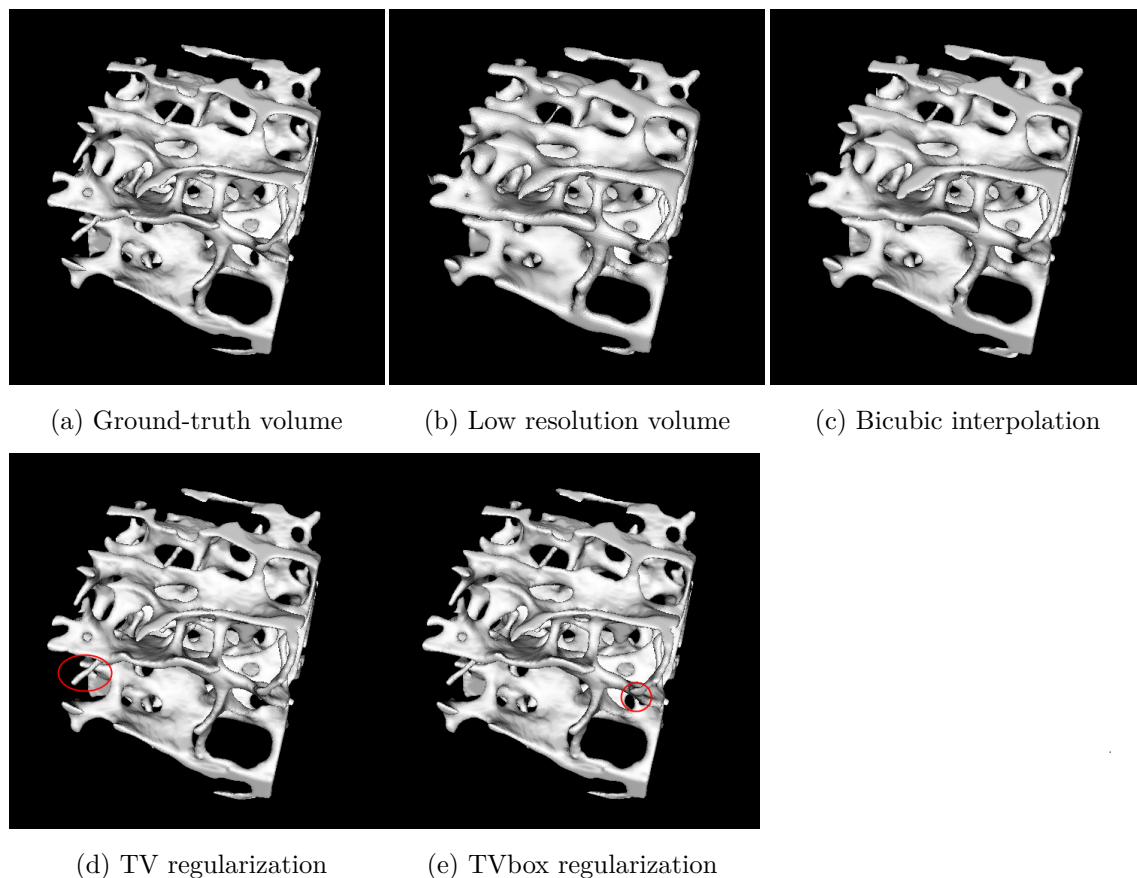 (a) Ground-truth volume
(b) Low resolution volume
(c) Bicubic interpolation
(d) TV regularization
(e) TVbox regularization